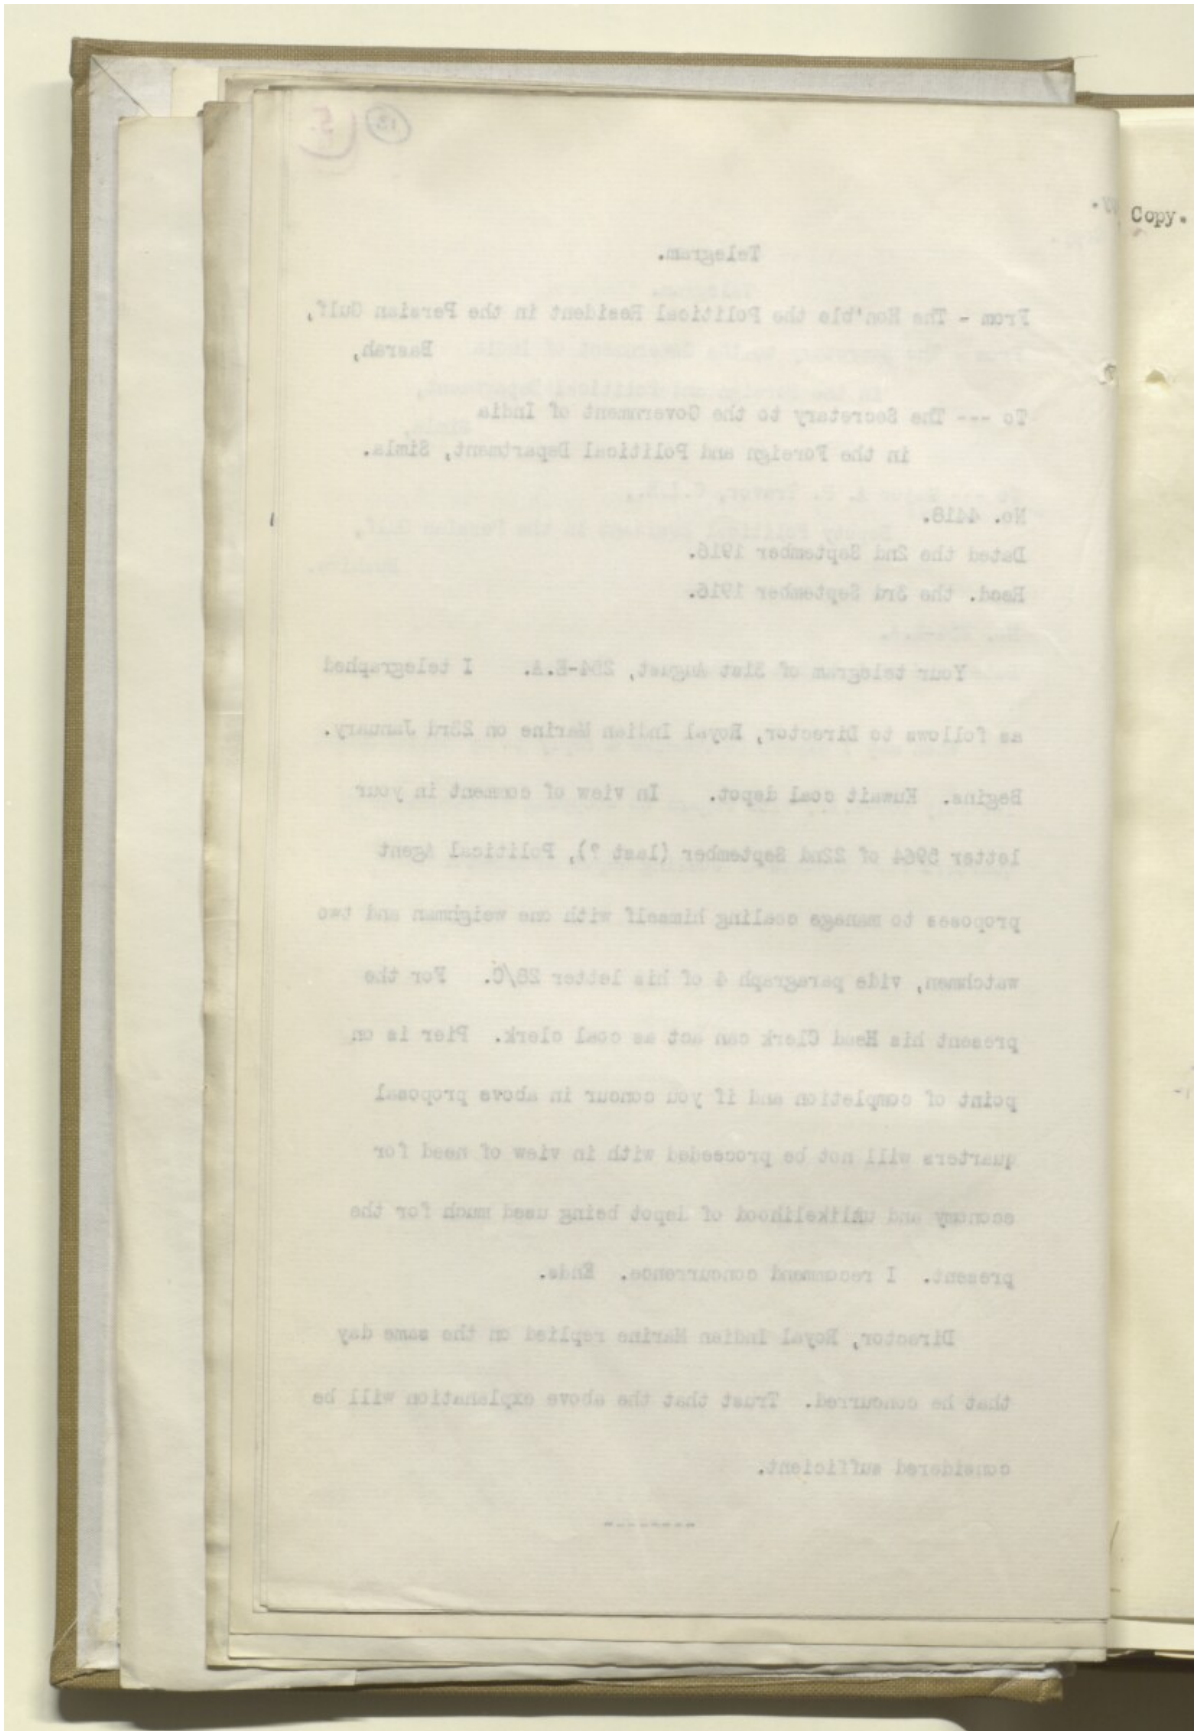 Telegram.
From - The Hon'ble the Political Resident in the Persian Gulf,
Basrah,
To --- The Secretary to the Government of India
in the Foreign and Political Department, Simla.
No. 4418.
Dated the 2nd September 1916.
Recd. the 3rd September 1916.
Your telegram of 31st August, 254-E.A. I telegraphed
as follows to Director, Royal Indian Marine on 23rd January.
Begins. Kuwait coal depot. In view of comment in your
letter 5964 of 22nd September (last ?), Political Agent
proposes to manage coaling himself with one weighman and two
watchmen, vide paragraph 4 of his letter 28/C. For the
present his Head Clerk can act as coal clerk. Pier is on
point of completion and if you concur in above proposal
quarters will not be proceeded with in view of need for
economy and unlikelihood of depot being used much for the
present. I recommend concurrence. Ends.
Director, Royal Indian Marine replied on the same day
that he concurred. Trust that the above explanation will be
considered sufficient.
--------
Copy.